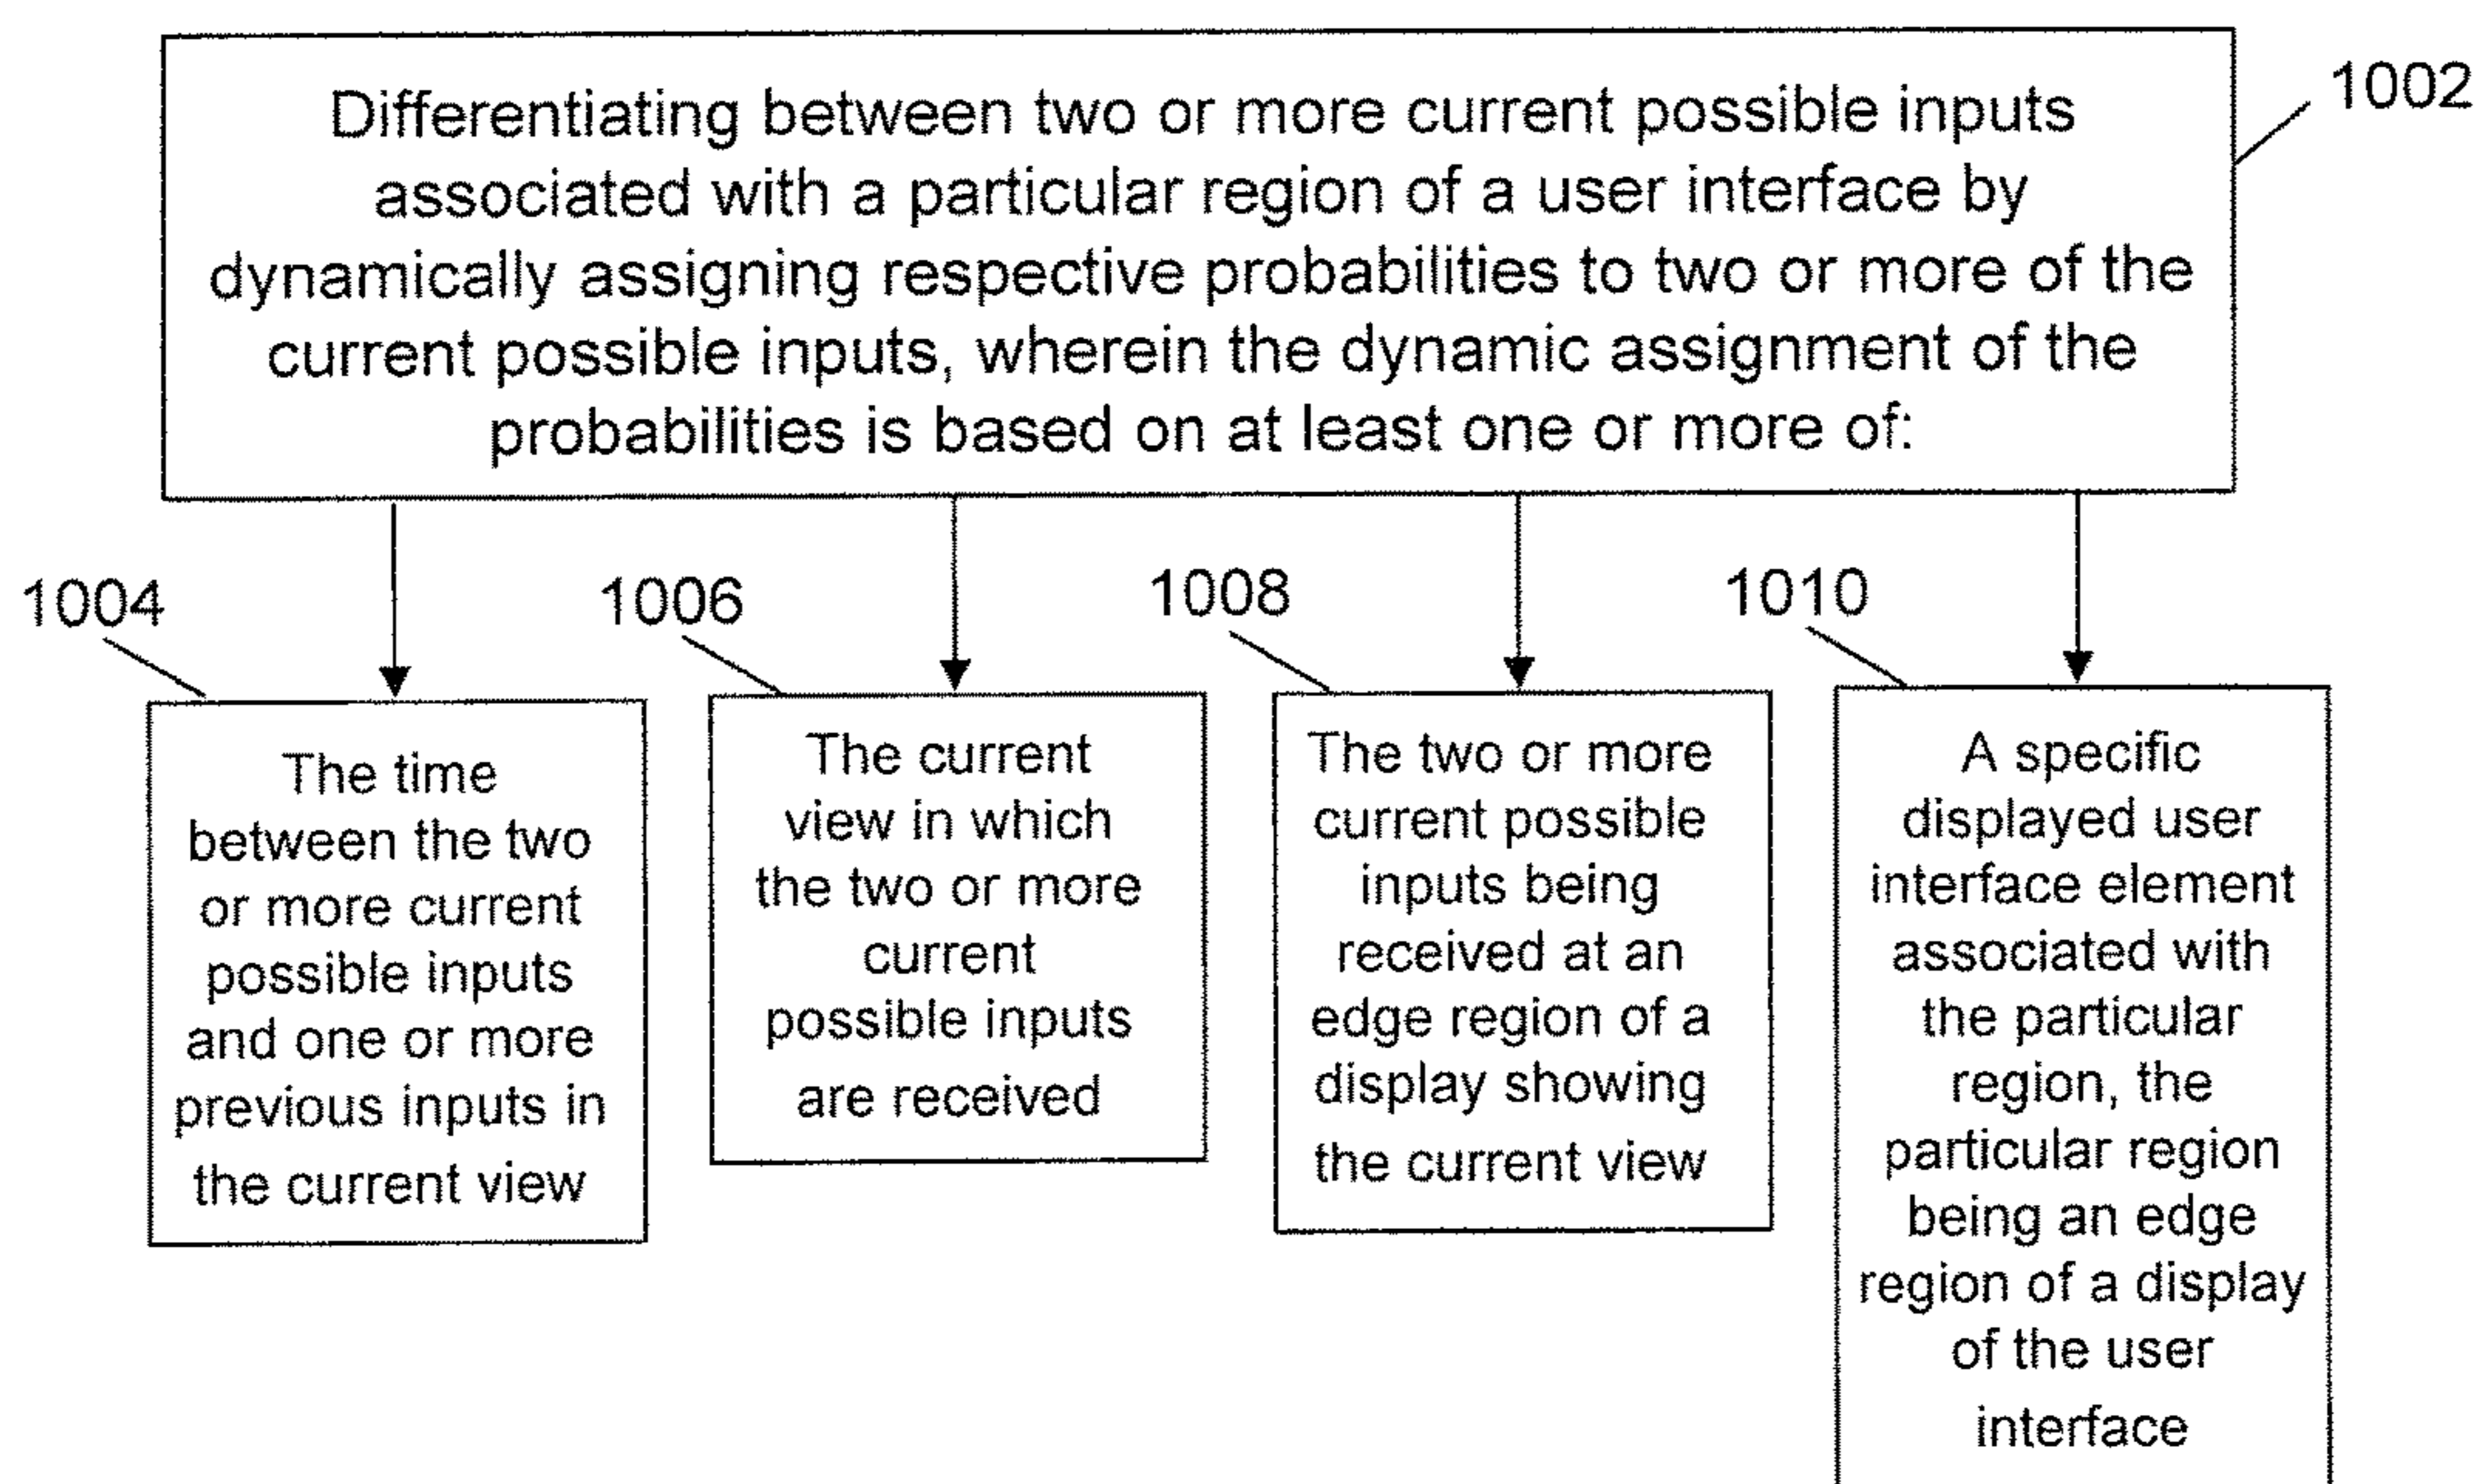 Differentiating between two or more current possible inputs
associated with a particular region of a user interface by
dynamically assigning respective probabilities to two or more of the
current possible inputs, wherein the dynamic assignment of the
probabilities is based on at least one or more of:
1002
1004
The time
between the two
or more current
possible inputs
and one or more
previous inputs in
the current view
1006
The current
view in which
the two or more
current
possible inputs
are received
1008
The two or more
current possible
inputs being
received at an
edge region of a
display showing
the current view
1010
A specific
displayed user
interface element
associated with
the particular
region, the
particular region
being an edge
region of a display
of the user
interface